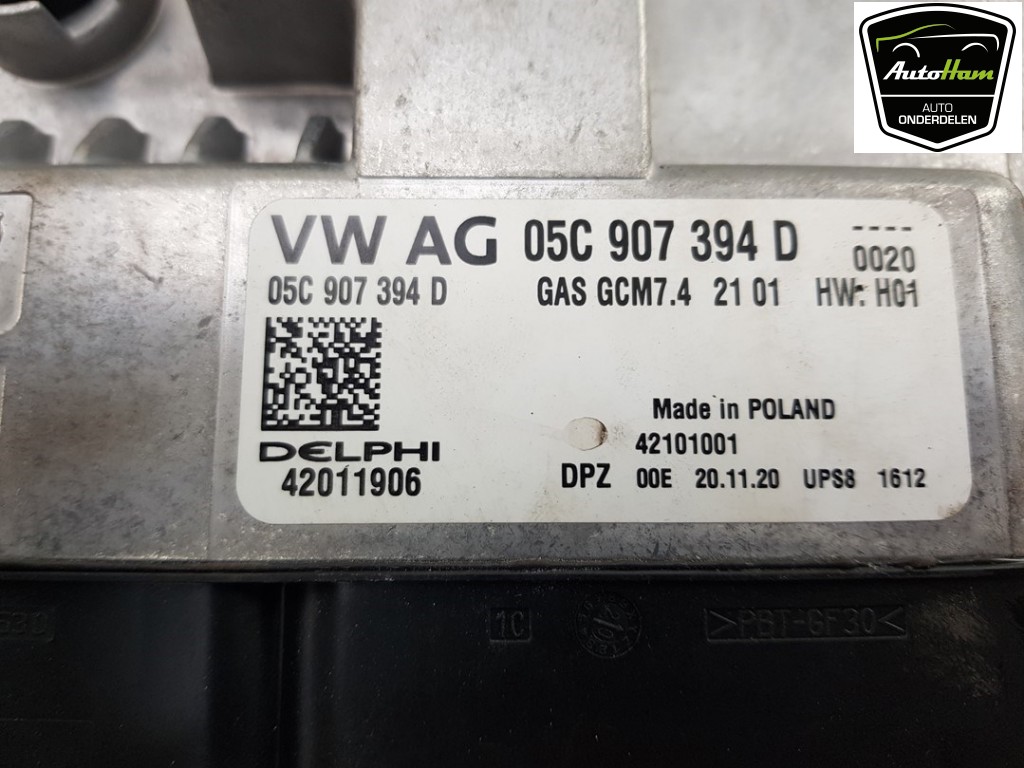 AutoHam
AUTO
ONDERDELEN
VW AG 05C 907 394 D ----
0020
05C 907 394 D GAS GCM7.4 21 01 HW: H01
Made in POLAND
DELPHI 42101001
42011906 DPZ 00E 20.11.20 UPS8 1612
1C >PBT-GF30<